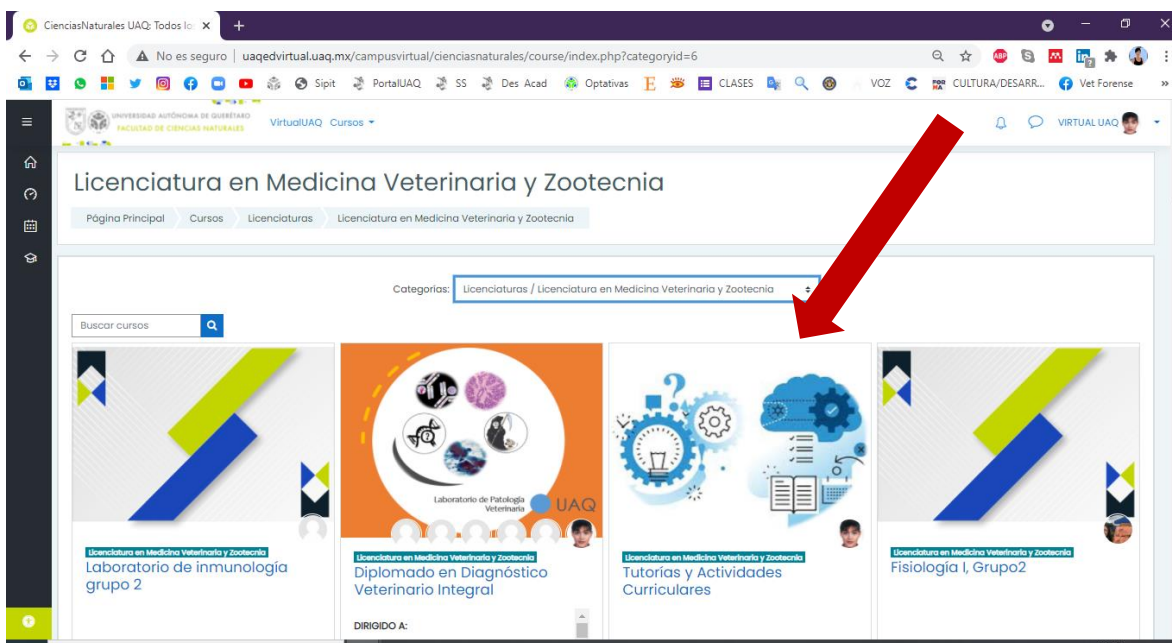 CienciasNaturales UAQ: Todos lo
No es seguro | uaqedvirtual.uaq.mx/campusvirtual/cienciasnaturales/course/index.php?categoryid=6
Sipit PortalUAQ SS Des Acad Optativas CLASES VOZ CULTURA/DESARR... Vet Forense »
UNIVERSIDAD AUTÓNOMA DE QUERÉTARO
FACULTAD DE CIENCIAS NATURALES
VirtualUAQ Cursos
VIRTUAL UAQ
Licenciatura en Medicina Veterinaria y Zootecnia
Página Principal Cursos Licenciaturas Licenciatura en Medicina Veterinaria y Zootecnia
Categorías: Licenciaturas / Licenciatura en Medicina Veterinaria y Zootecnia
Buscar cursos
Licenciatura en Medicina Veterinaria y Zootecnia
Laboratorio de inmunología
grupo 2
Laboratorio de Patología
Veterinaria
UAQ
Licenciatura en Medicina Veterinaria y Zootecnia
Diplomado en Diagnóstico
Veterinario Integral
DIRIGIDO A:
Licenciatura en Medicina Veterinaria y Zootecnia
Tutorías y Actividades
Curriculares
Licenciatura en Medicina Veterinaria y Zootecnia
Fisiología I, Grupo2